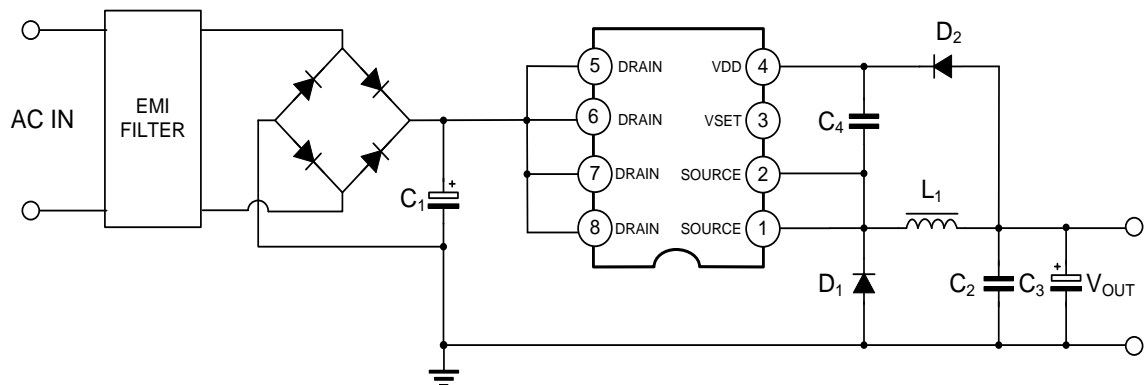 AC IN
EMI
FILTER
C1
+
5 DRAIN
6 DRAIN
7 DRAIN
8 DRAIN
VDD 4
VSET 3
SOURCE 2
SOURCE 1
D2
C4
L1
D1
C2
C3
+
VOUT